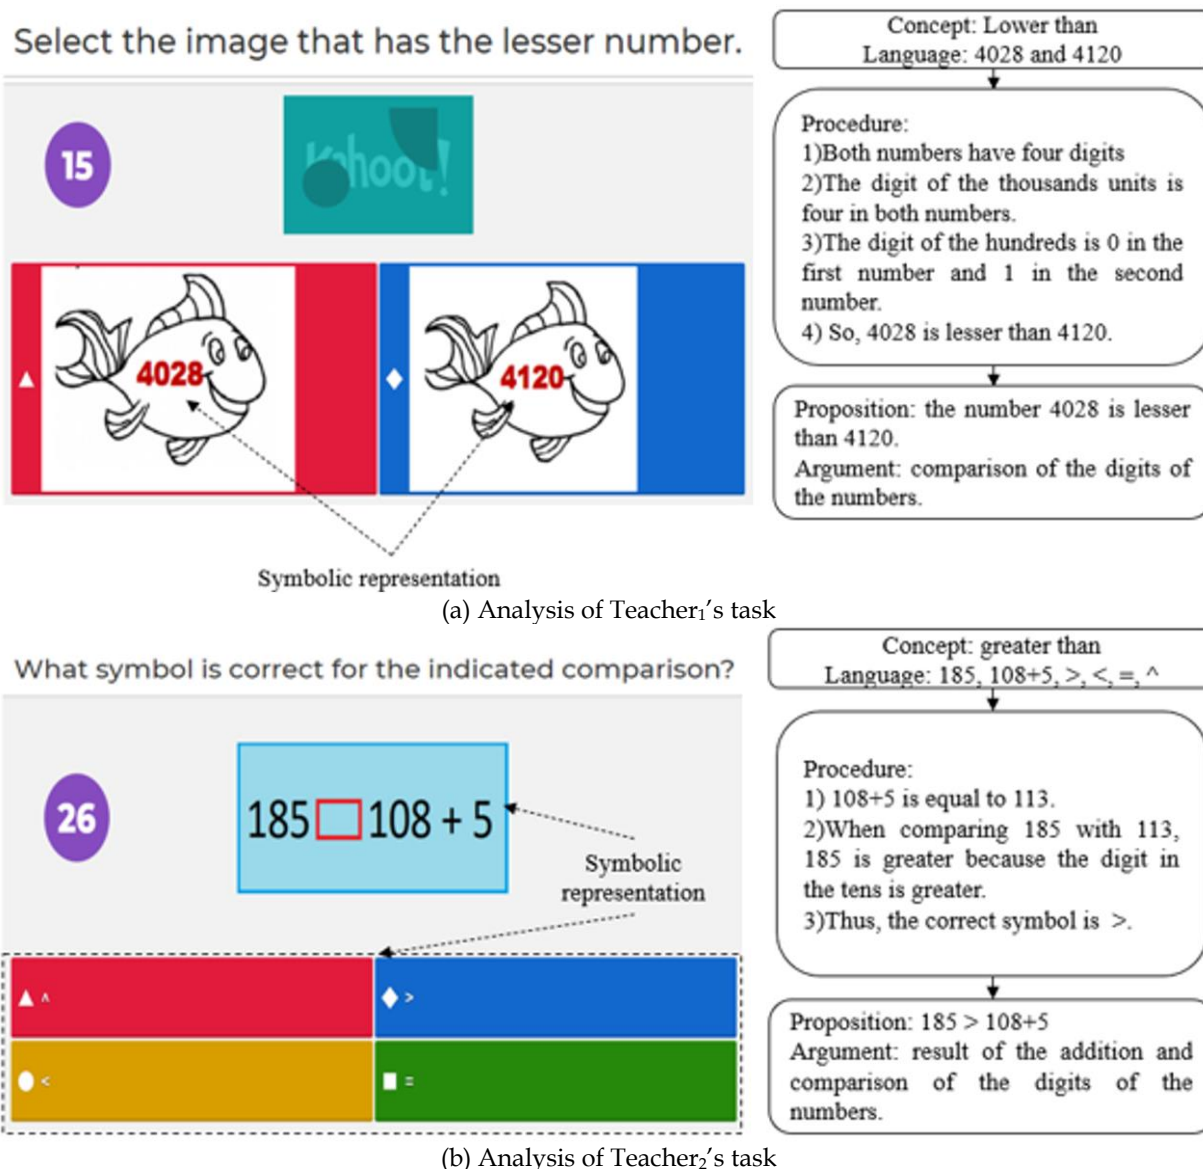 Select the image that has the lesser number.
15
Kahoot!
4028
4120
Symbolic representation
Concept: Lower than
Language: 4028 and 4120
Procedure:
1)Both numbers have four digits
2)The digit of the thousands units is
four in both numbers.
3)The digit of the hundreds is 0 in the
first number and 1 in the second
number.
4) So, 4028 is lesser than 4120.
Proposition: the number 4028 is lesser
than 4120.
Argument: comparison of the digits of
the numbers.
(a) Analysis of Teacher₁'s task
What symbol is correct for the indicated comparison?
26
185 □ 108 + 5
Symbolic
representation
^
>
<
=
Concept: greater than
Language: 185, 108+5, >, <, =, ^
Procedure:
1) 108+5 is equal to 113.
2)When comparing 185 with 113,
185 is greater because the digit in
the tens is greater.
3)Thus, the correct symbol is >.
Proposition: 185 > 108+5
Argument: result of the addition and
comparison of the digits of the
numbers.
(b) Analysis of Teacher₂'s task